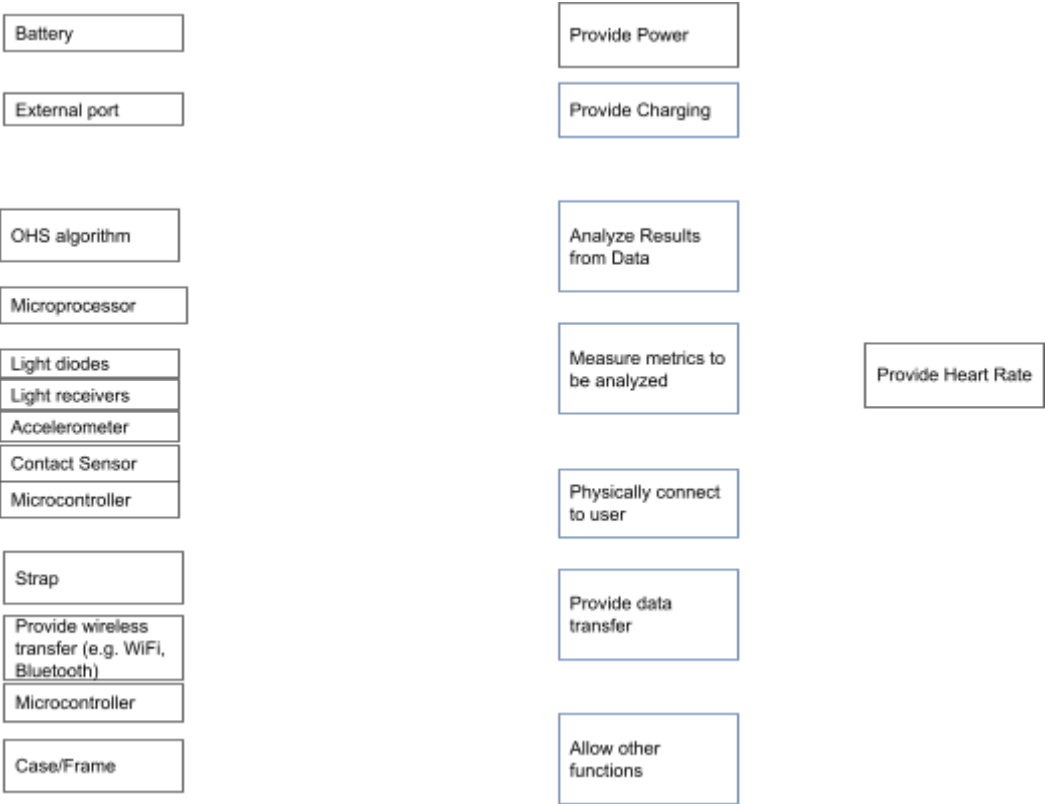 Battery
External port
OHS algorithm
Microprocessor
Light diodes
Light receivers
Accelerometer
Contact Sensor
Microcontroller
Strap
Provide wireless
transfer (e.g. WiFi,
Bluetooth)
Microcontroller
Case/Frame
Provide Power
Provide Charging
Analyze Results
from Data
Measure metrics to
be analyzed
Physically connect
to user
Provide data
transfer
Allow other
functions
Provide Heart Rate